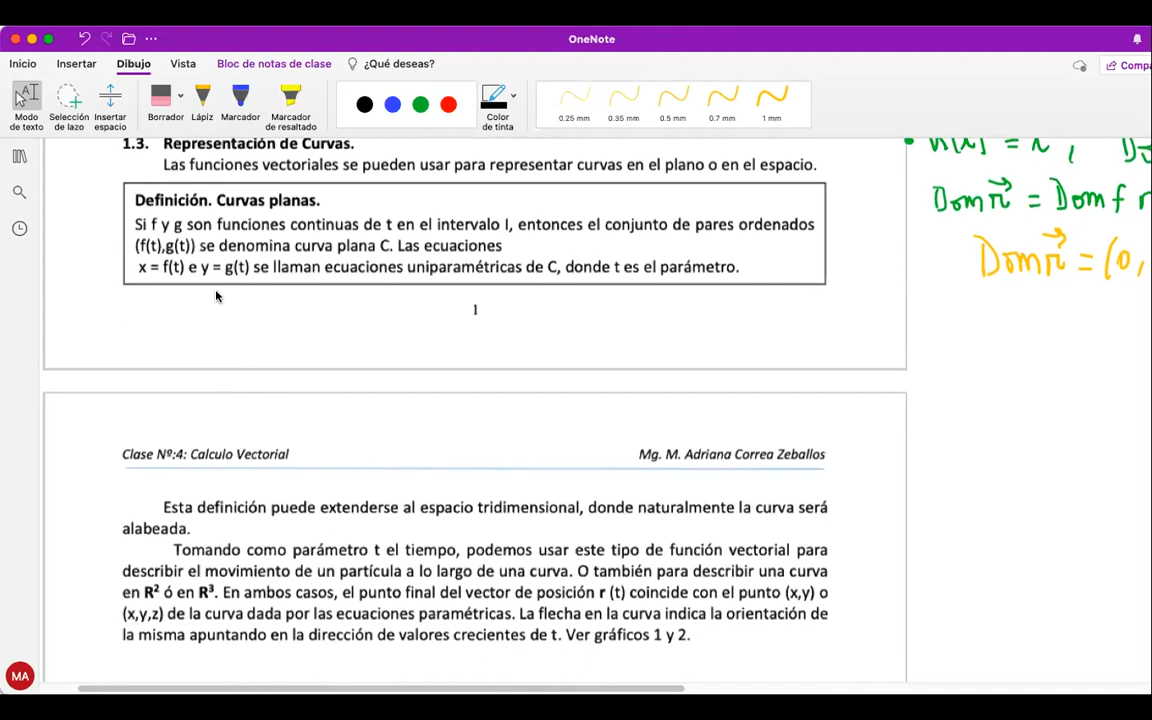 OneNote
Inicio Insertar Dibujo Vista Bloc de notas de clase ¿Qué deseas?
Modo de texto
Selección de lazo
Insertar espacio
Borrador
Lápiz
Marcador
Marcador de resaltado
Color de tinta
0.25 mm 0.35 mm 0.5 mm 0.7 mm 1 mm
1.3. Representación de Curvas.
Las funciones vectoriales se pueden usar para representar curvas en el plano o en el espacio.
Definición. Curvas planas.
Si f y g son funciones continuas de t en el intervalo I, entonces el conjunto de pares ordenados
(f(t),g(t)) se denomina curva plana C. Las ecuaciones
x = f(t) e y = g(t) se llaman ecuaciones uniparamétricas de C, donde t es el parámetro.
1
Clase Nº:4: Calculo Vectorial Mg. M. Adriana Correa Zeballos
Esta definición puede extenderse al espacio tridimensional, donde naturalmente la curva será
alabeada.
Tomando como parámetro t el tiempo, podemos usar este tipo de función vectorial para
describir el movimiento de un partícula a lo largo de una curva. O también para describir una curva
en R² ó en R³. En ambos casos, el punto final del vector de posición r (t) coincide con el punto (x,y) o
(x,y,z) de la curva dada por las ecuaciones paramétricas. La flecha en la curva indica la orientación de
la misma apuntando en la dirección de valores crecientes de t. Ver gráficos 1 y 2.
Dom r⃗ = Dom f
Dom r⃗ = (0,
MA